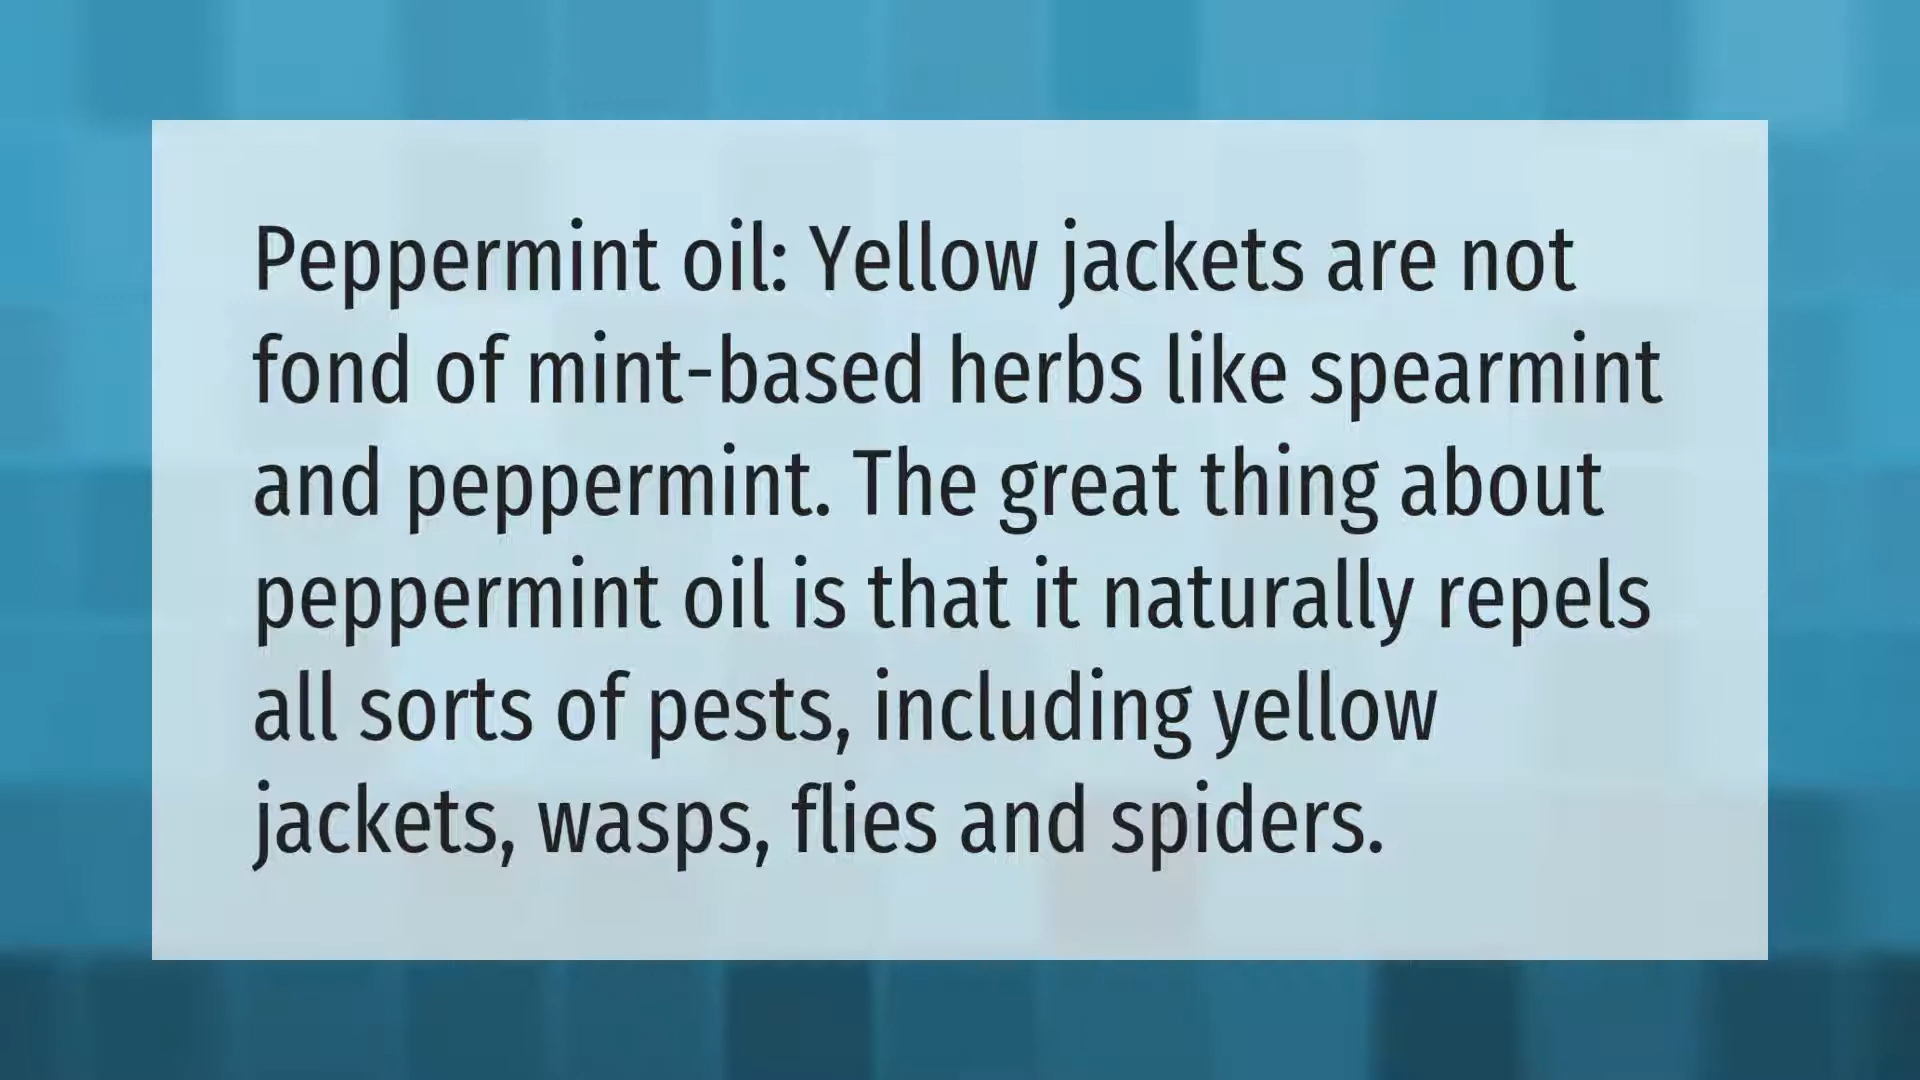 Peppermint oil: Yellow jackets are not
fond of mint-based herbs like spearmint
and peppermint. The great thing about
peppermint oil is that it naturally repels
all sorts of pests, including yellow
jackets, wasps, flies and spiders.